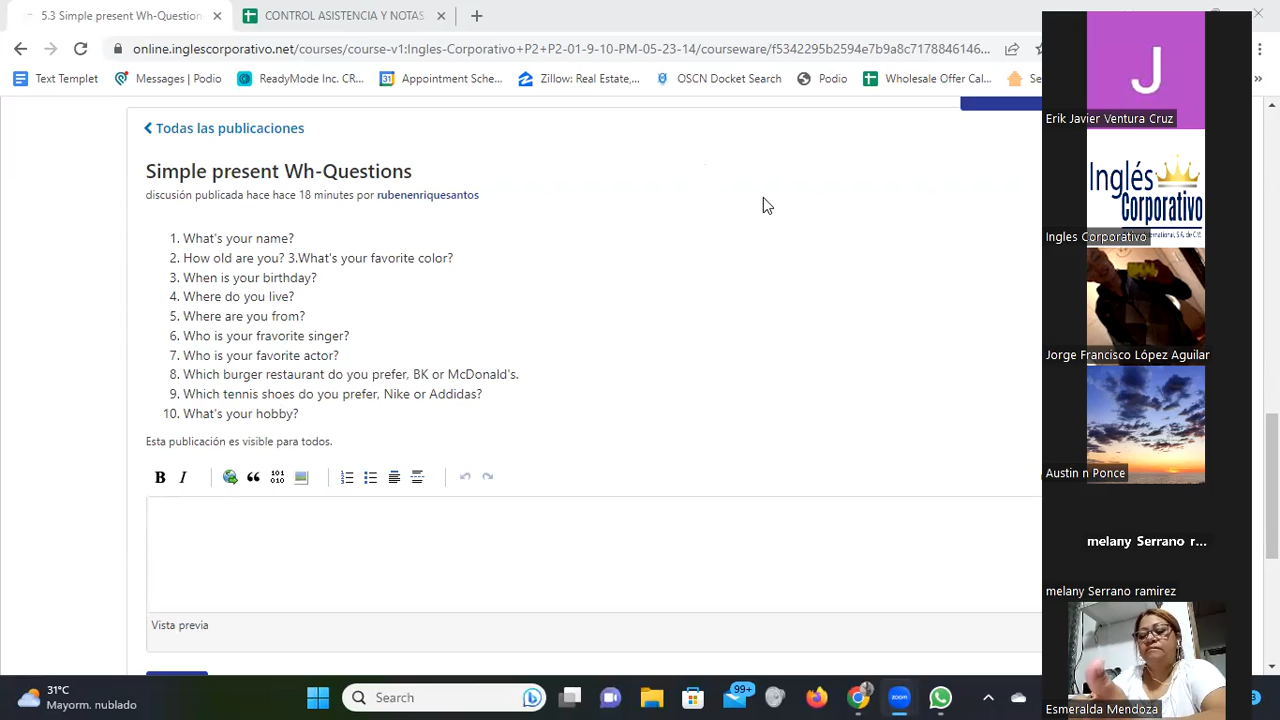 5.3 Simple present Wh-Question
CONTROL ASISTENCIA Y NOTAS
online.inglescorporativo.net/courses/course-v1:Ingles-Corporativo+P2+P2-01-9-10-PM-05-23-14/courseware/f5342295b2594e7b9a8c7178846146...
Text Templet
Messages | Podio
ReadyMode Inc. CR...
Appointment Sche...
Zillow: Real Estate,...
OSCN Docket Search
Podio
Wholesale Offer Cal...
Se
Todas las publicaciones
Simple present Wh-Questions
discusión publicada hace hace 18 minutes por rubenenriquesantos
1. What's your name?
2. How old are you? 3.What's your favorite color?
3. When is your birthday?
4. Where do you live?
5. Where are you from?
6. Who is your fravorite singer?
7. Who is your favorite actor?
8. Which burger restaurant do you prefer, BK or McDonald's.
9. Which tennis shoes do you prefer, Nike or Addidas?
10. What's your hobby?
Esta publicación es visible para todos.
B I
Vista previa
31°C
Mayorm. nublado
Search
99+
zoom
J
Erik Javier Ventura Cruz
Inglés
Corporativo
Ingles Corporativo
Jorge Francisco López Aguilar
Austin n Ponce
melany Serrano r...
melany Serrano ramirez
Esmeralda Mendoza